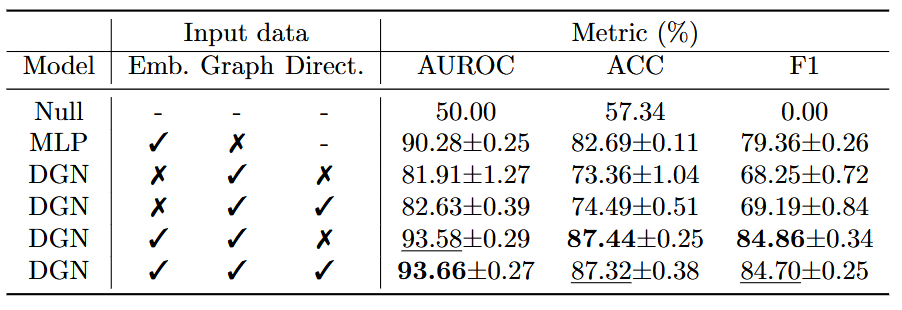 Input data Metric (%)
Model Emb. Graph Direct. AUROC ACC F1
Null - - - 50.00 57.34 0.00
MLP ✓ ✗ - 90.28±0.25 82.69±0.11 79.36±0.26
DGN ✗ ✓ ✗ 81.91±1.27 73.36±1.04 68.25±0.72
DGN ✗ ✓ ✓ 82.63±0.39 74.49±0.51 69.19±0.84
DGN ✓ ✓ ✗ 93.58±0.29 87.44±0.25 84.86±0.34
DGN ✓ ✓ ✓ 93.66±0.27 87.32±0.38 84.70±0.25